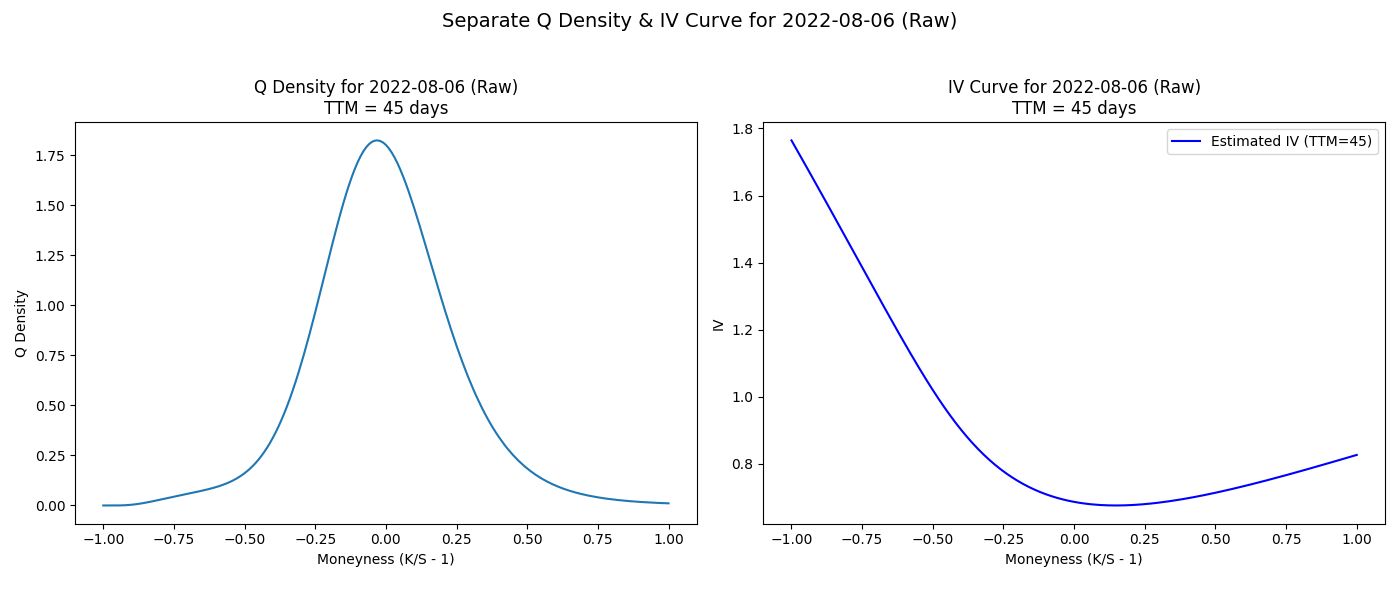 Separate Q Density & IV Curve for 2022-08-06 (Raw)
Q Density for 2022-08-06 (Raw)
TTM = 45 days
Q Density
1.75
1.50
1.25
1.00
0.75
0.50
0.25
0.00
−1.00 −0.75 −0.50 −0.25 0.00 0.25 0.50 0.75 1.00
Moneyness (K/S - 1)
IV Curve for 2022-08-06 (Raw)
TTM = 45 days
Estimated IV (TTM=45)
IV
1.8
1.6
1.4
1.2
1.0
0.8
−1.00 −0.75 −0.50 −0.25 0.00 0.25 0.50 0.75 1.00
Moneyness (K/S - 1)